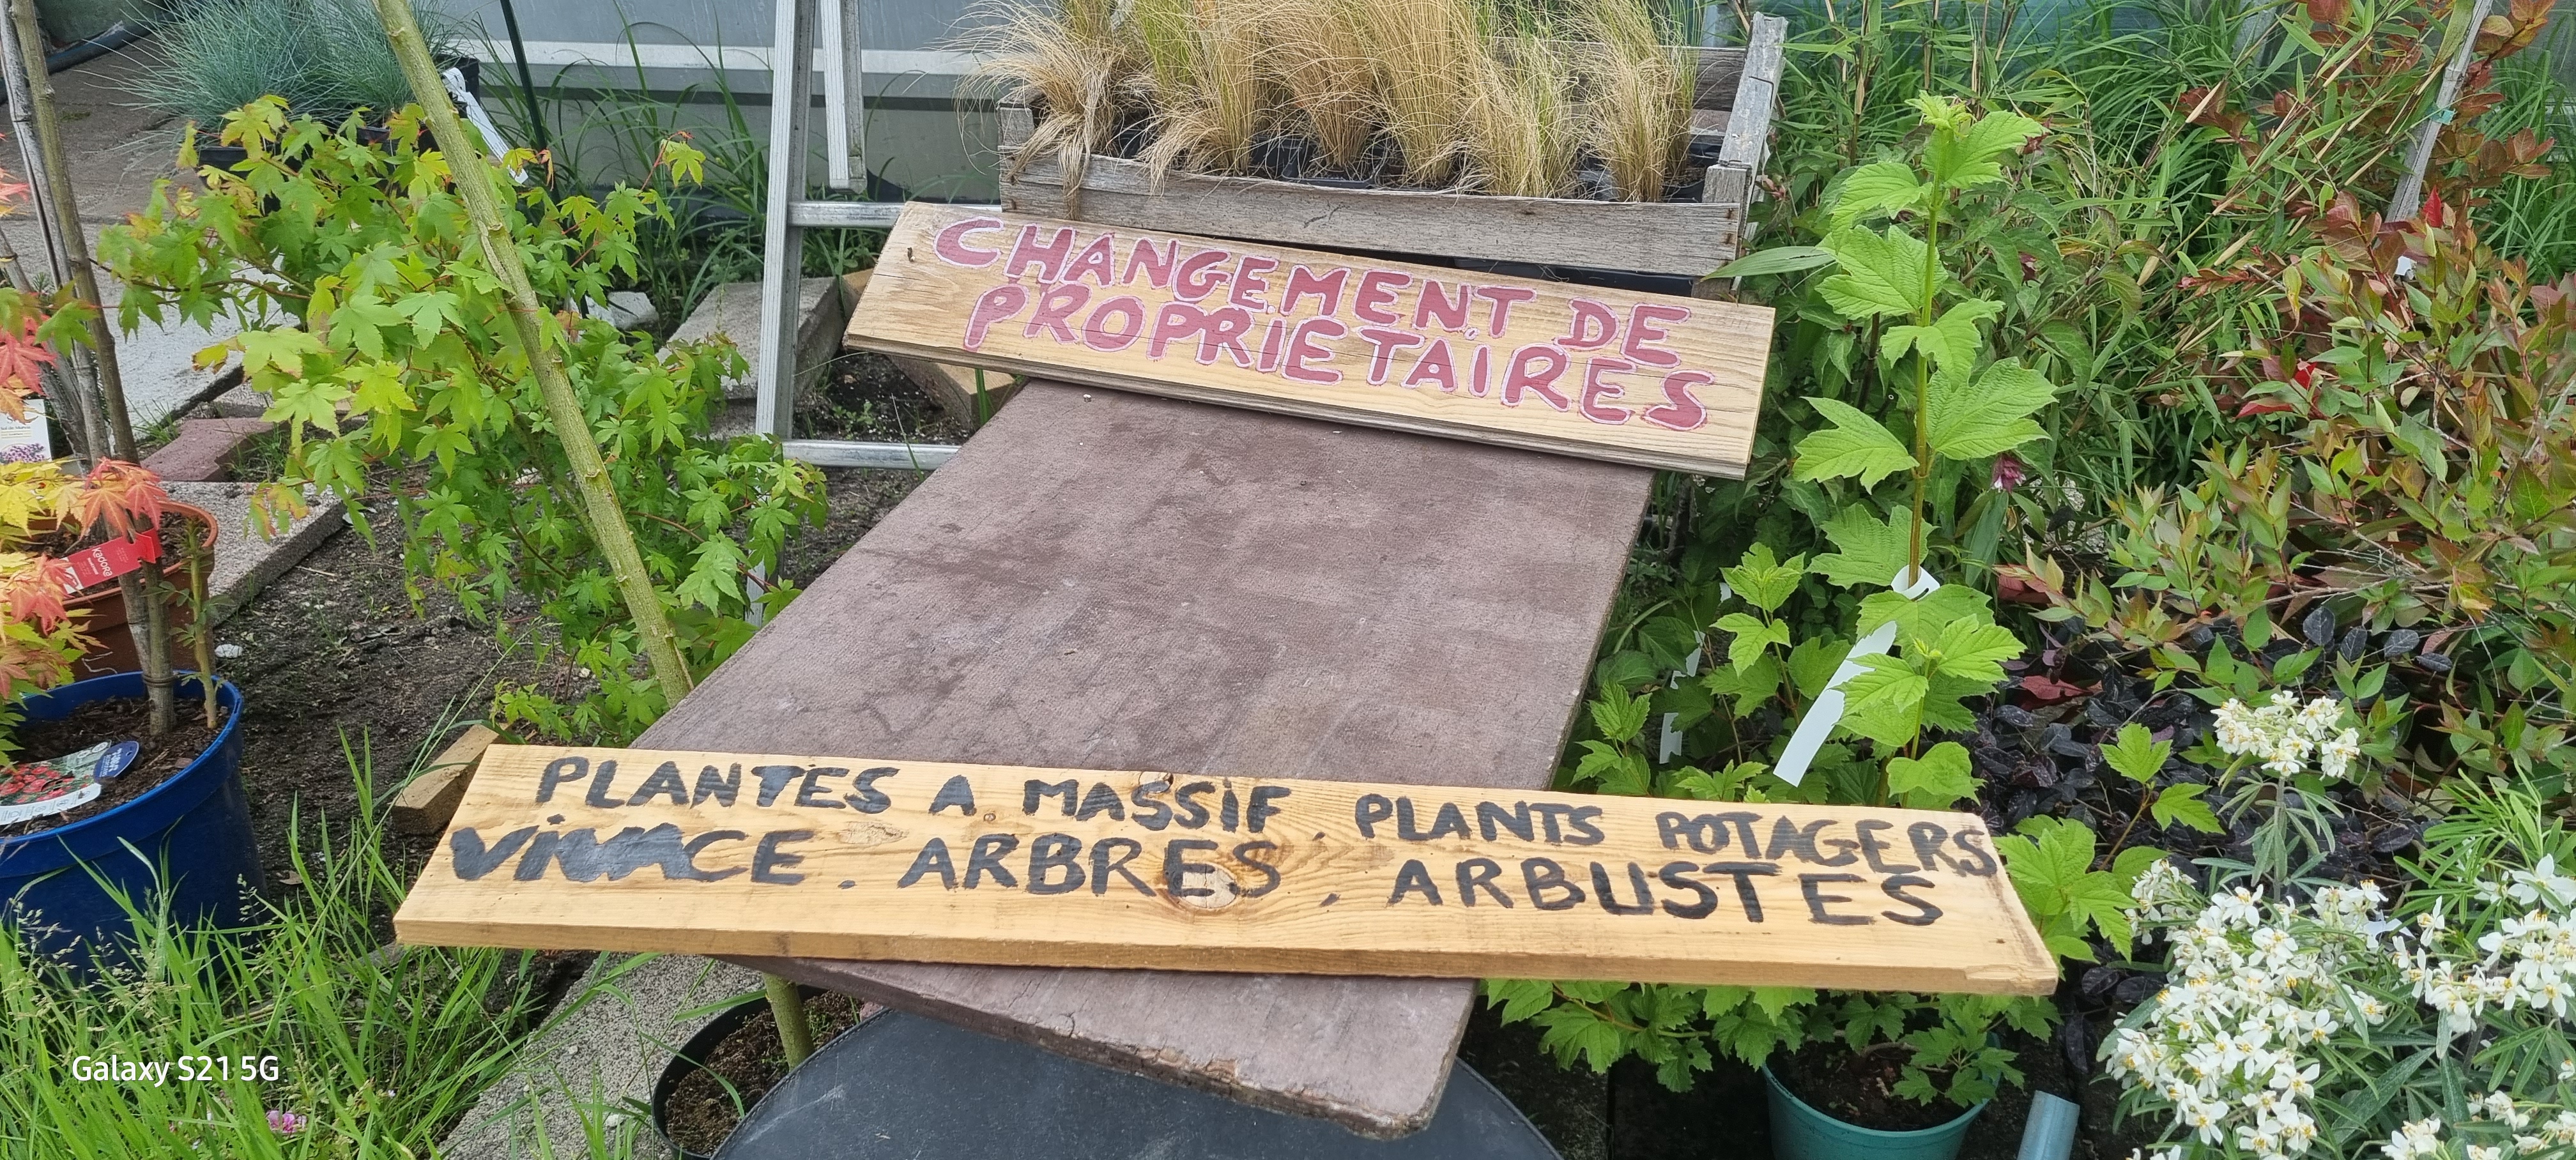 CHANGEMENT DE
PROPRIETAIRES
PLANTES A MASSIF, PLANTS POTAGERS
VIVACE. ARBRES, ARBUSTES
Galaxy S21 5G